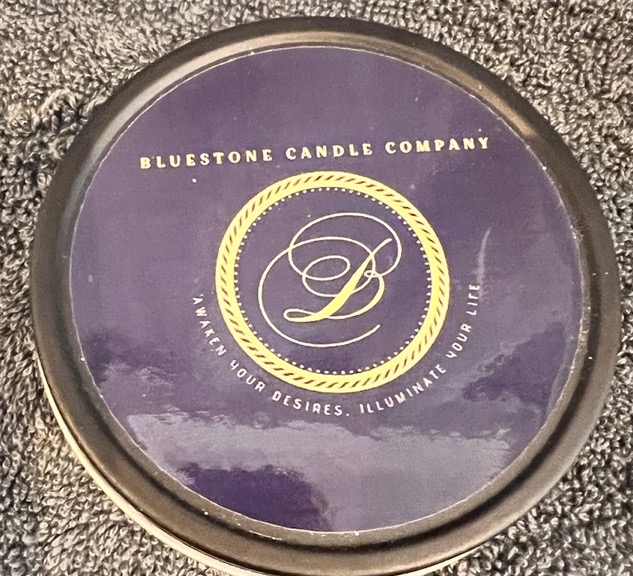 BLUESTONE CANDLE COMPANY
B
'AWAKEN YOUR DESIRES, ILLUMINATE YOUR LIFE